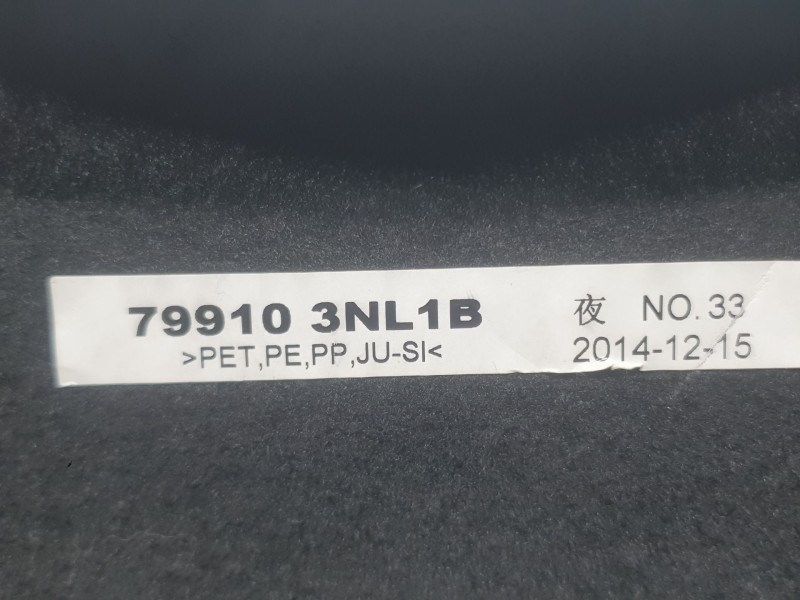 79910 3NL1B 夜 NO. 33
>PET,PE,PP,JU-SI< 2014-12-15